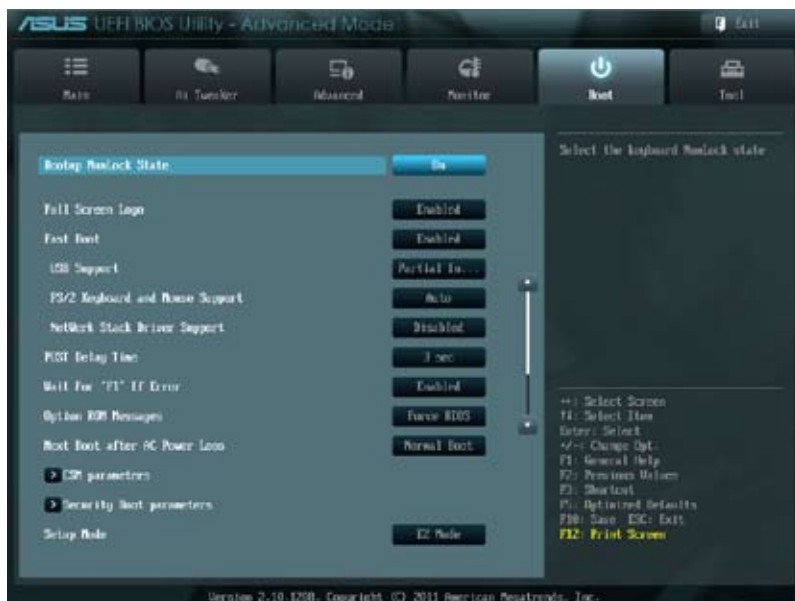 ASUS UEFI BIOS Utility - Advanced Mode
Exit
Main
Ai Tweaker
Advanced
Monitor
Boot
Tool
Bootup NumLock State
On
Full Screen Logo
Enabled
Fast Boot
Enabled
USB Support
Partial In...
PS/2 Keyboard and Mouse Support
Auto
NetWork Stack Driver Support
Disabled
POST Delay Time
3 sec
Wait For "F1" If Error
Enabled
Option ROM Messages
Force BIOS
Next Boot after AC Power Loss
Normal Boot
> CSM parameters
> Security Boot parameters
Setup Mode
EZ Mode
Select the keyboard NumLock state
→←: Select Screen
↑↓: Select Item
Enter: Select
+/-: Change Opt.
F1: General Help
F2: Previous Values
F3: Shortcut
F5: Optimized Defaults
F10: Save ESC: Exit
F12: Print Screen
Version 2.10.1208. Copyright (C) 2011 American Megatrends, Inc.